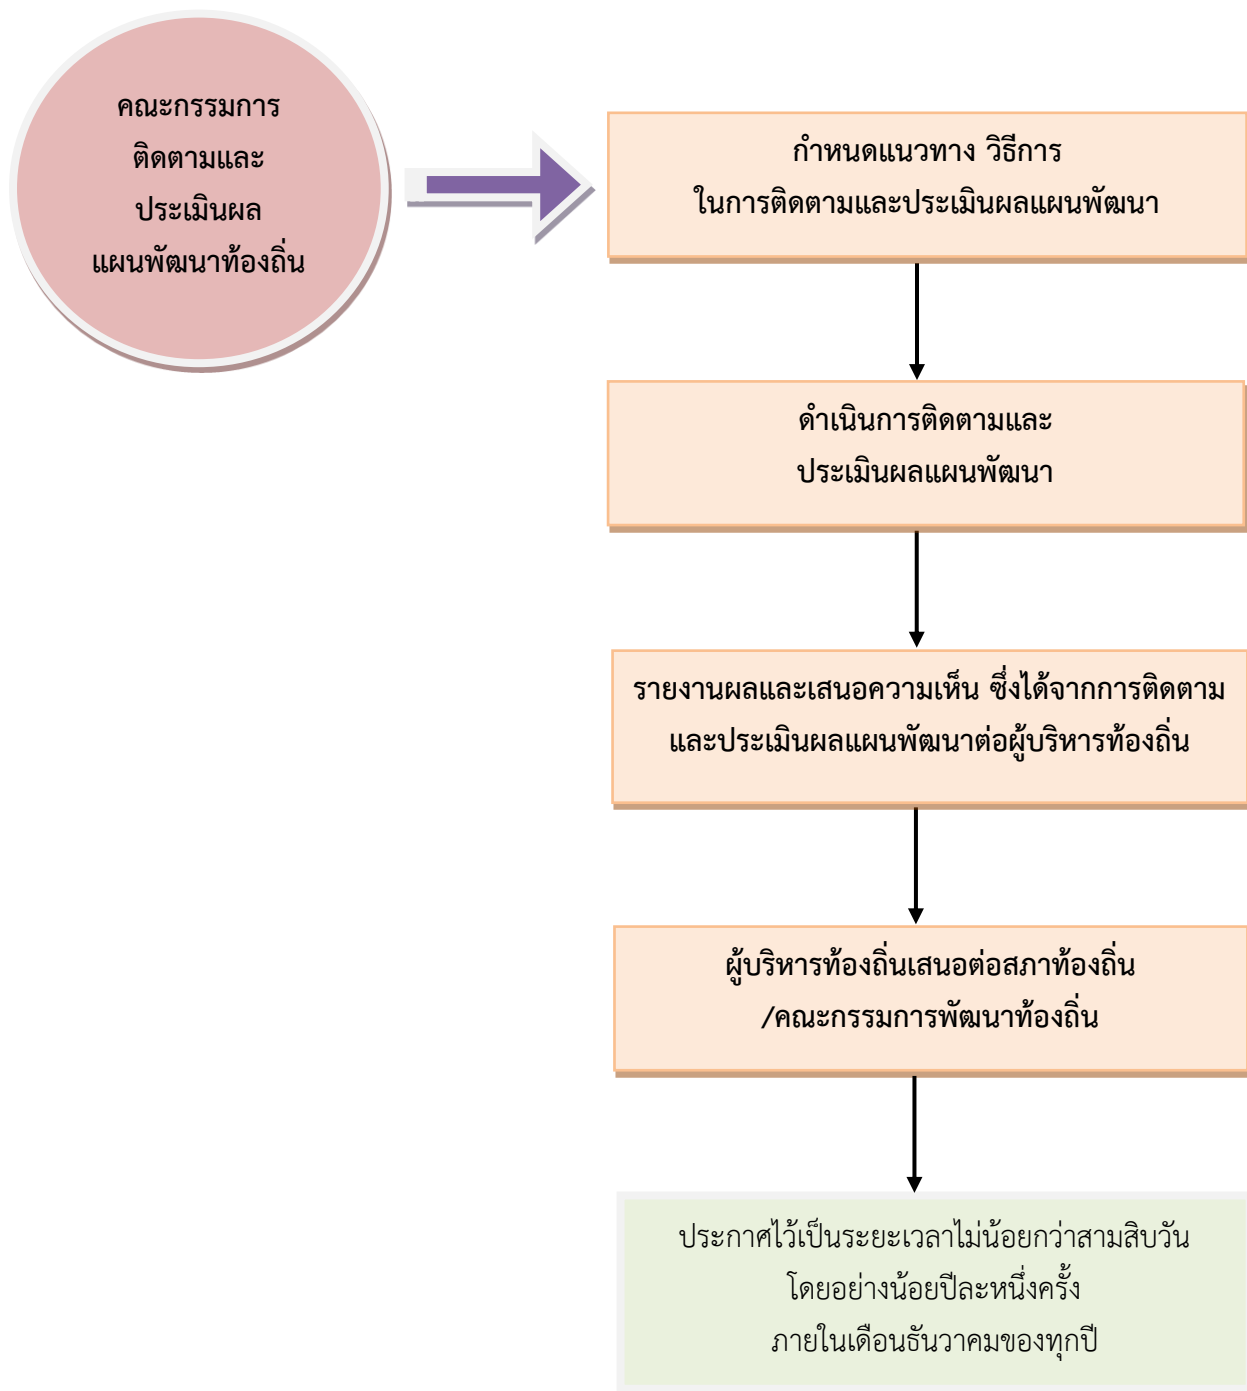 คณะกรรมการ
ติดตามและ
ประเมินผล
แผนพัฒนาท้องถิ่น
กำหนดแนวทาง วิธีการ
ในการติดตามและประเมินผลแผนพัฒนา
ดำเนินการติดตามและ
ประเมินผลแผนพัฒนา
รายงานผลและเสนอความเห็น ซึ่งได้จากการติดตาม
และประเมินผลแผนพัฒนาต่อผู้บริหารท้องถิ่น
ผู้บริหารท้องถิ่นเสนอต่อสภาท้องถิ่น
/คณะกรรมการพัฒนาท้องถิ่น
ประกาศไว้เป็นระยะเวลาไม่น้อยกว่าสามสิบวัน
โดยอย่างน้อยปีละหนึ่งครั้ง
ภายในเดือนธันวาคมของทุกปี